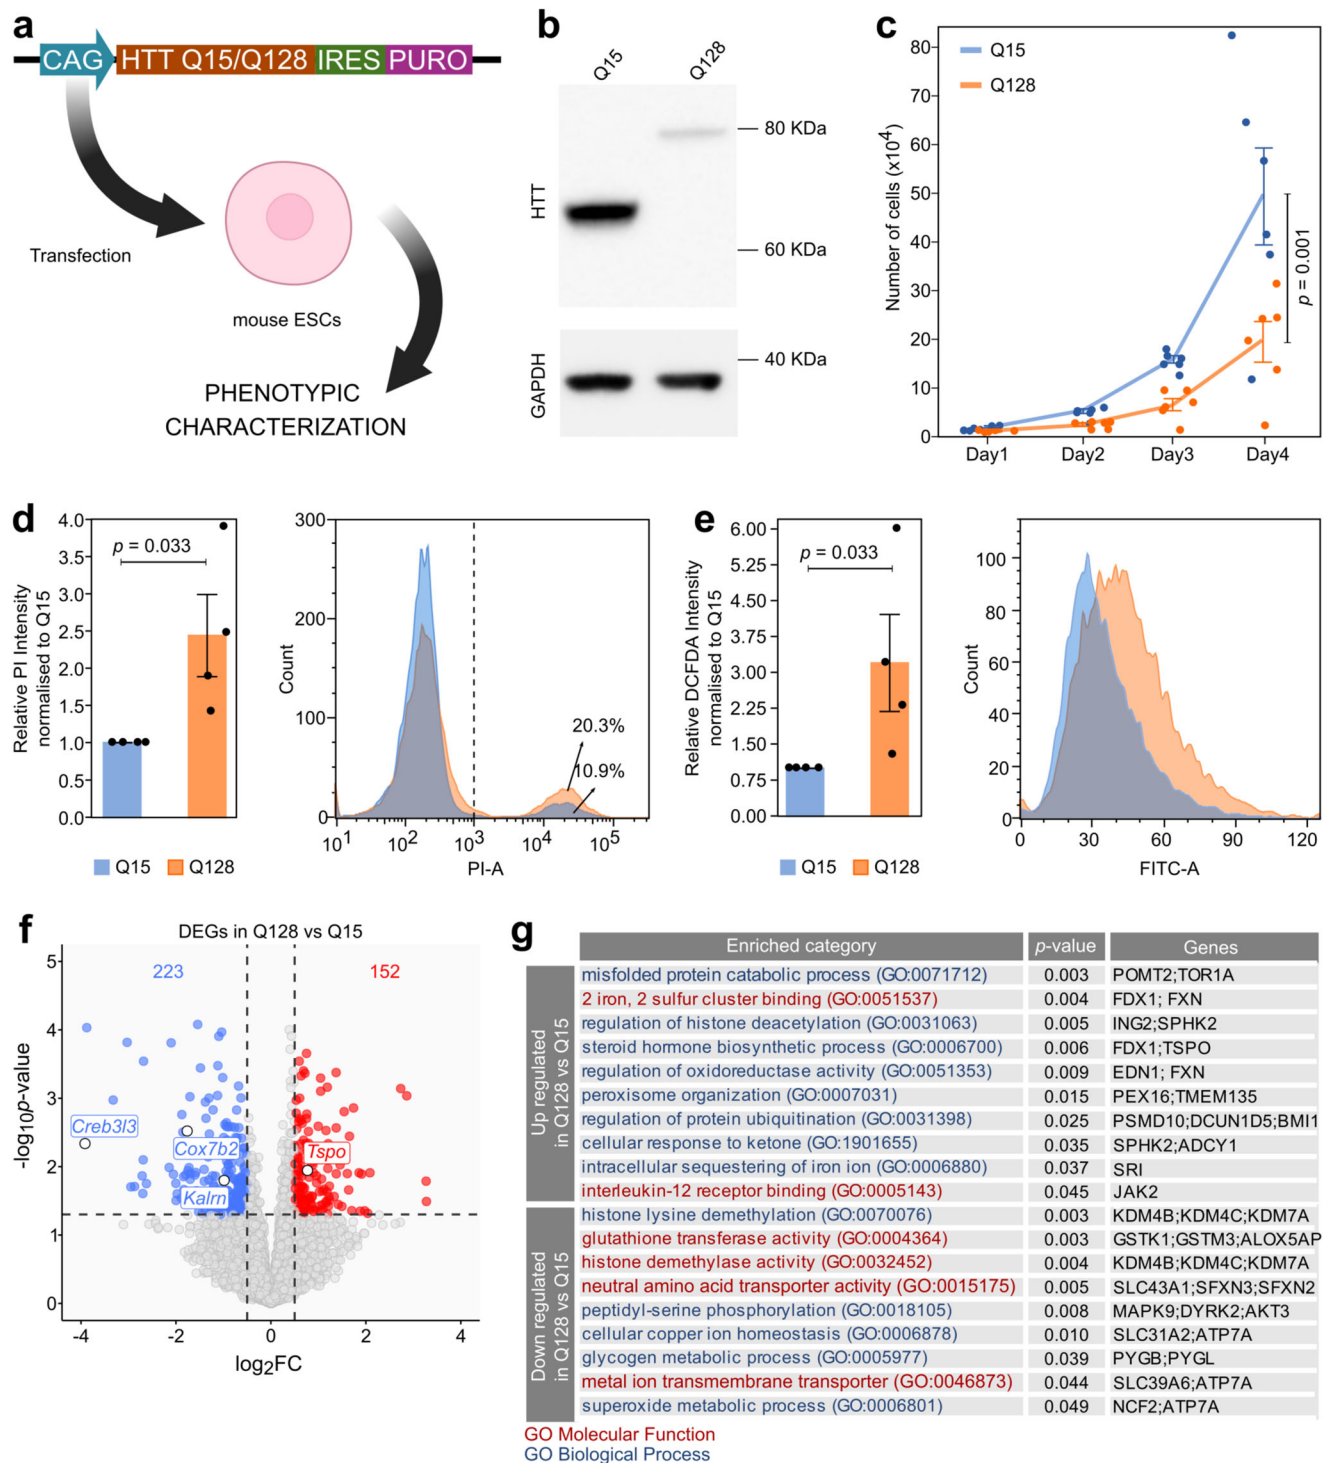 a
CAG HTT Q15/Q128 IRES PURO
Transfection
mouse ESCs
PHENOTYPIC
CHARACTERIZATION
b
Q15
Q128
HTT
80 KDa
60 KDa
GAPDH
40 KDa
c
Q15
Q128
Number of cells (x10⁴)
80
70
60
50
40
30
20
10
0
Day1 Day2 Day3 Day4
p = 0.001
d
Relative PI Intensity
normalised to Q15
4.0
3.5
3.0
2.5
2.0
1.5
1.0
0.5
0.0
p = 0.033
Q15 Q128
Count
300
200
100
0
20.3%
10.9%
10¹ 10² 10³ 10⁴ 10⁵
PI-A
e
Relative DCFDA Intensity
normalised to Q15
6.00
5.25
4.50
3.75
3.00
2.25
1.50
0.75
0.00
p = 0.033
Q15 Q128
Count
100
80
60
40
20
0
0 30 60 90 120
FITC-A
f
DEGs in Q128 vs Q15
223 152
-log₁₀p-value
5
4
3
2
1
0
Creb3l3
Cox7b2
Kalrn
Tspo
-4 -2 0 2 4
log₂FC
g
Enriched category p-value Genes
Up regulated
in Q128 vs Q15
misfolded protein catabolic process (GO:0071712) 0.003 POMT2;TOR1A
2 iron, 2 sulfur cluster binding (GO:0051537) 0.004 FDX1; FXN
regulation of histone deacetylation (GO:0031063) 0.005 ING2;SPHK2
steroid hormone biosynthetic process (GO:0006700) 0.006 FDX1;TSPO
regulation of oxidoreductase activity (GO:0051353) 0.009 EDN1; FXN
peroxisome organization (GO:0007031) 0.015 PEX16;TMEM135
regulation of protein ubiquitination (GO:0031398) 0.025 PSMD10;DCUN1D5;BMI1
cellular response to ketone (GO:1901655) 0.035 SPHK2;ADCY1
intracellular sequestering of iron ion (GO:0006880) 0.037 SRI
interleukin-12 receptor binding (GO:0005143) 0.045 JAK2
Down regulated
in Q128 vs Q15
histone lysine demethylation (GO:0070076) 0.003 KDM4B;KDM4C;KDM7A
glutathione transferase activity (GO:0004364) 0.003 GSTK1;GSTM3;ALOX5AP
histone demethylase activity (GO:0032452) 0.004 KDM4B;KDM4C;KDM7A
neutral amino acid transporter activity (GO:0015175) 0.005 SLC43A1;SFXN3;SFXN2
peptidyl-serine phosphorylation (GO:0018105) 0.008 MAPK9;DYRK2;AKT3
cellular copper ion homeostasis (GO:0006878) 0.010 SLC31A2;ATP7A
glycogen metabolic process (GO:0005977) 0.039 PYGB;PYGL
metal ion transmembrane transporter (GO:0046873) 0.044 SLC39A6;ATP7A
superoxide metabolic process (GO:0006801) 0.049 NCF2;ATP7A
GO Molecular Function
GO Biological Process